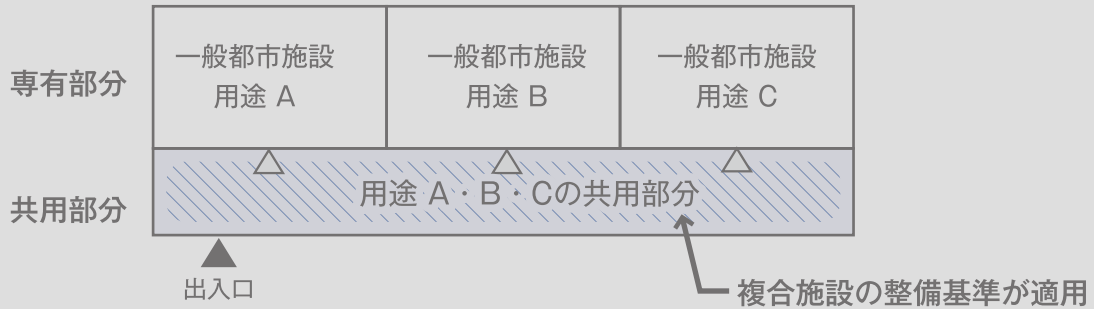 専有部分
一般都市施設
用途 A
一般都市施設
用途 B
一般都市施設
用途 C
共用部分
用途 A・B・Cの共用部分
出入口
複合施設の整備基準が適用